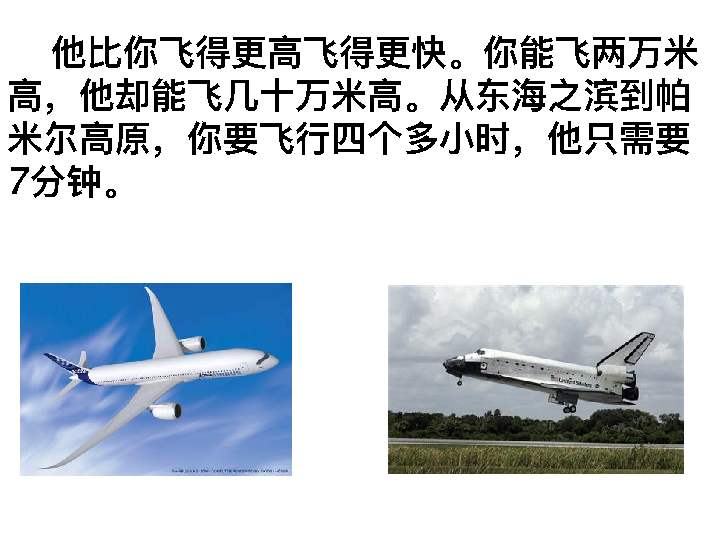 他比你飞得更高飞得更快。你能飞两万米
高，他却能飞几十万米高。从东海之滨到帕
米尔高原，你要飞行四个多小时，他只需要
7分钟。